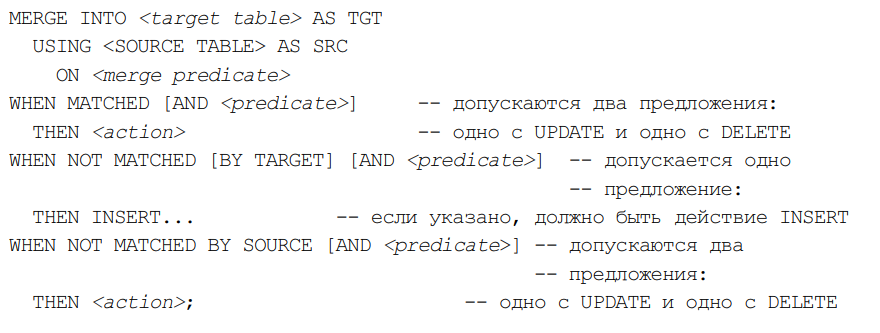 MERGE INTO <target table> AS TGT
USING <SOURCE TABLE> AS SRC
ON <merge predicate>
WHEN MATCHED [AND <predicate>] -- допускаются два предложения:
THEN <action> -- одно с UPDATE и одно с DELETE
WHEN NOT MATCHED [BY TARGET] [AND <predicate>] -- допускается одно
-- предложение:
THEN INSERT... -- если указано, должно быть действие INSERT
WHEN NOT MATCHED BY SOURCE [AND <predicate>] -- допускаются два
-- предложения:
THEN <action>; -- одно с UPDATE и одно с DELETE